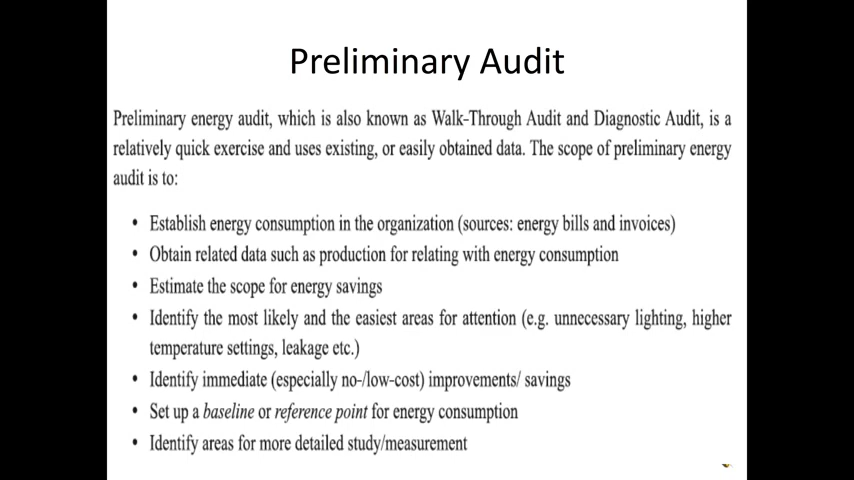 Preliminary Audit
Preliminary energy audit, which is also known as Walk-Through Audit and Diagnostic Audit, is a
relatively quick exercise and uses existing, or easily obtained data. The scope of preliminary energy
audit is to:
• Establish energy consumption in the organization (sources: energy bills and invoices)
• Obtain related data such as production for relating with energy consumption
• Estimate the scope for energy savings
• Identify the most likely and the easiest areas for attention (e.g. unnecessary lighting, higher
temperature settings, leakage etc.)
• Identify immediate (especially no-/low-cost) improvements/ savings
• Set up a baseline or reference point for energy consumption
• Identify areas for more detailed study/measurement